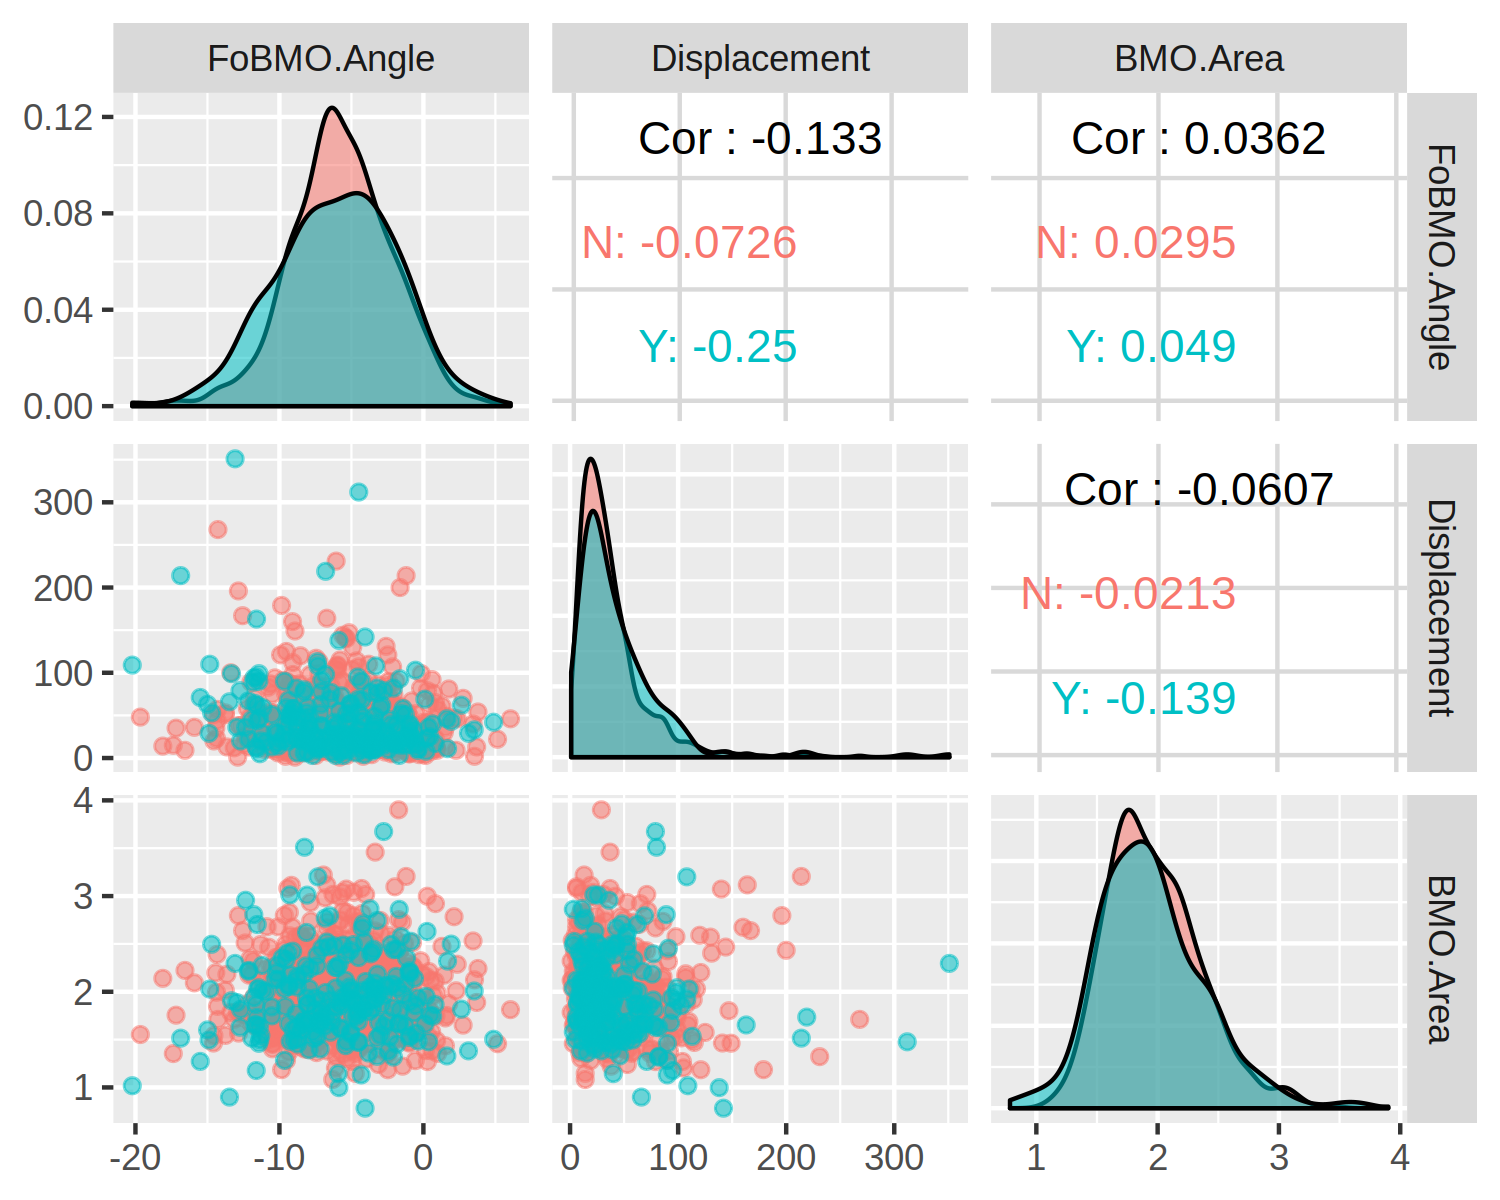 FoBMO.Angle
Displacement
BMO.Area
0.12
0.08
0.04
0.00
Cor : -0.133
N: -0.0726
Y: -0.25
Cor : 0.0362
N: 0.0295
Y: 0.049
FoBMO.Angle
300
200
100
0
Cor : -0.0607
N: -0.0213
Y: -0.139
Displacement
4
3
2
1
BMO.Area
-20
-10
0
0
100
200
300
1
2
3
4